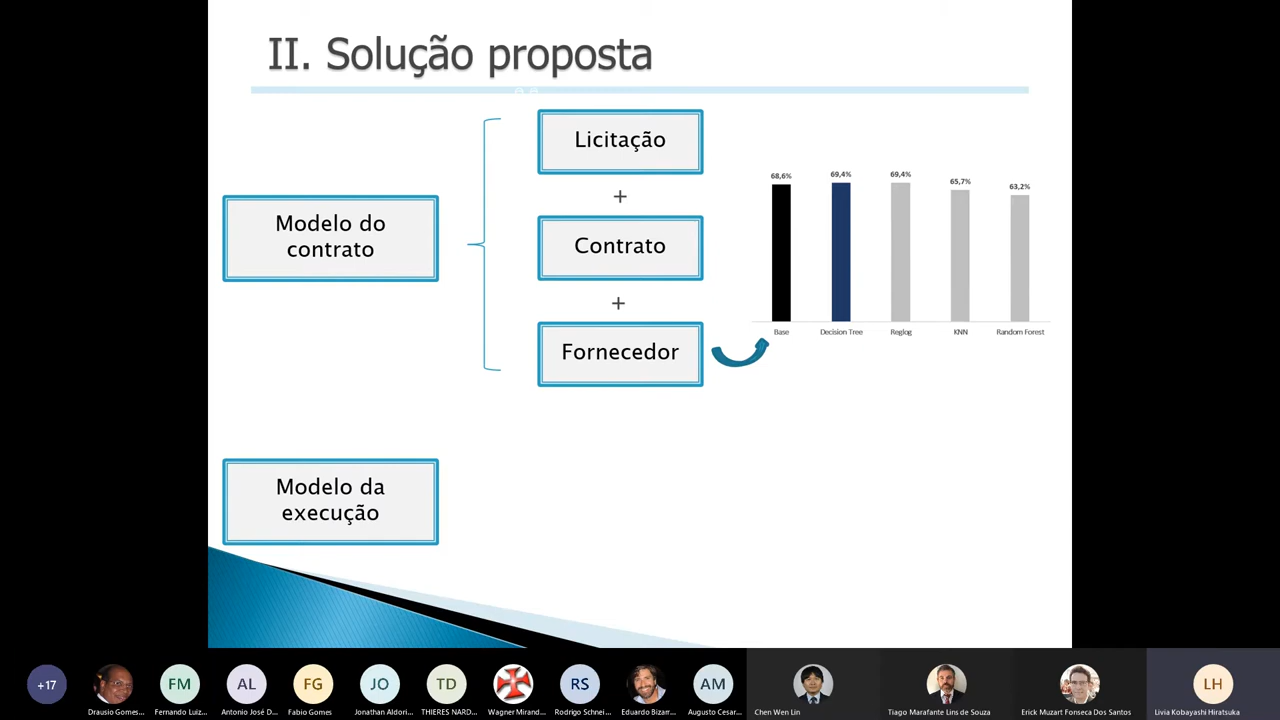 II. Solução proposta
Licitação
+
Modelo do
contrato
Contrato
+
Fornecedor
68,6%
69,4%
69,4%
65,7%
63,2%
Base
Decision Tree
Reglog
KNN
Random Forest
Modelo da
execução
+17
FM
AL
FG
JO
TD
RS
AM
LH
Drausio Gomes...
Fernando Luiz...
Antonio José D...
Fabio Gomes
Jonathan Aldori...
THIERES NARD...
Wagner Mirand...
Rodrigo Schnei...
Eduardo Bizarr...
Augusto Cesar...
Chen Wen Lin
Tiago Marafante Lins de Souza
Erick Muzart Fonseca Dos Santos
Livia Kobayashi Hiratsuka